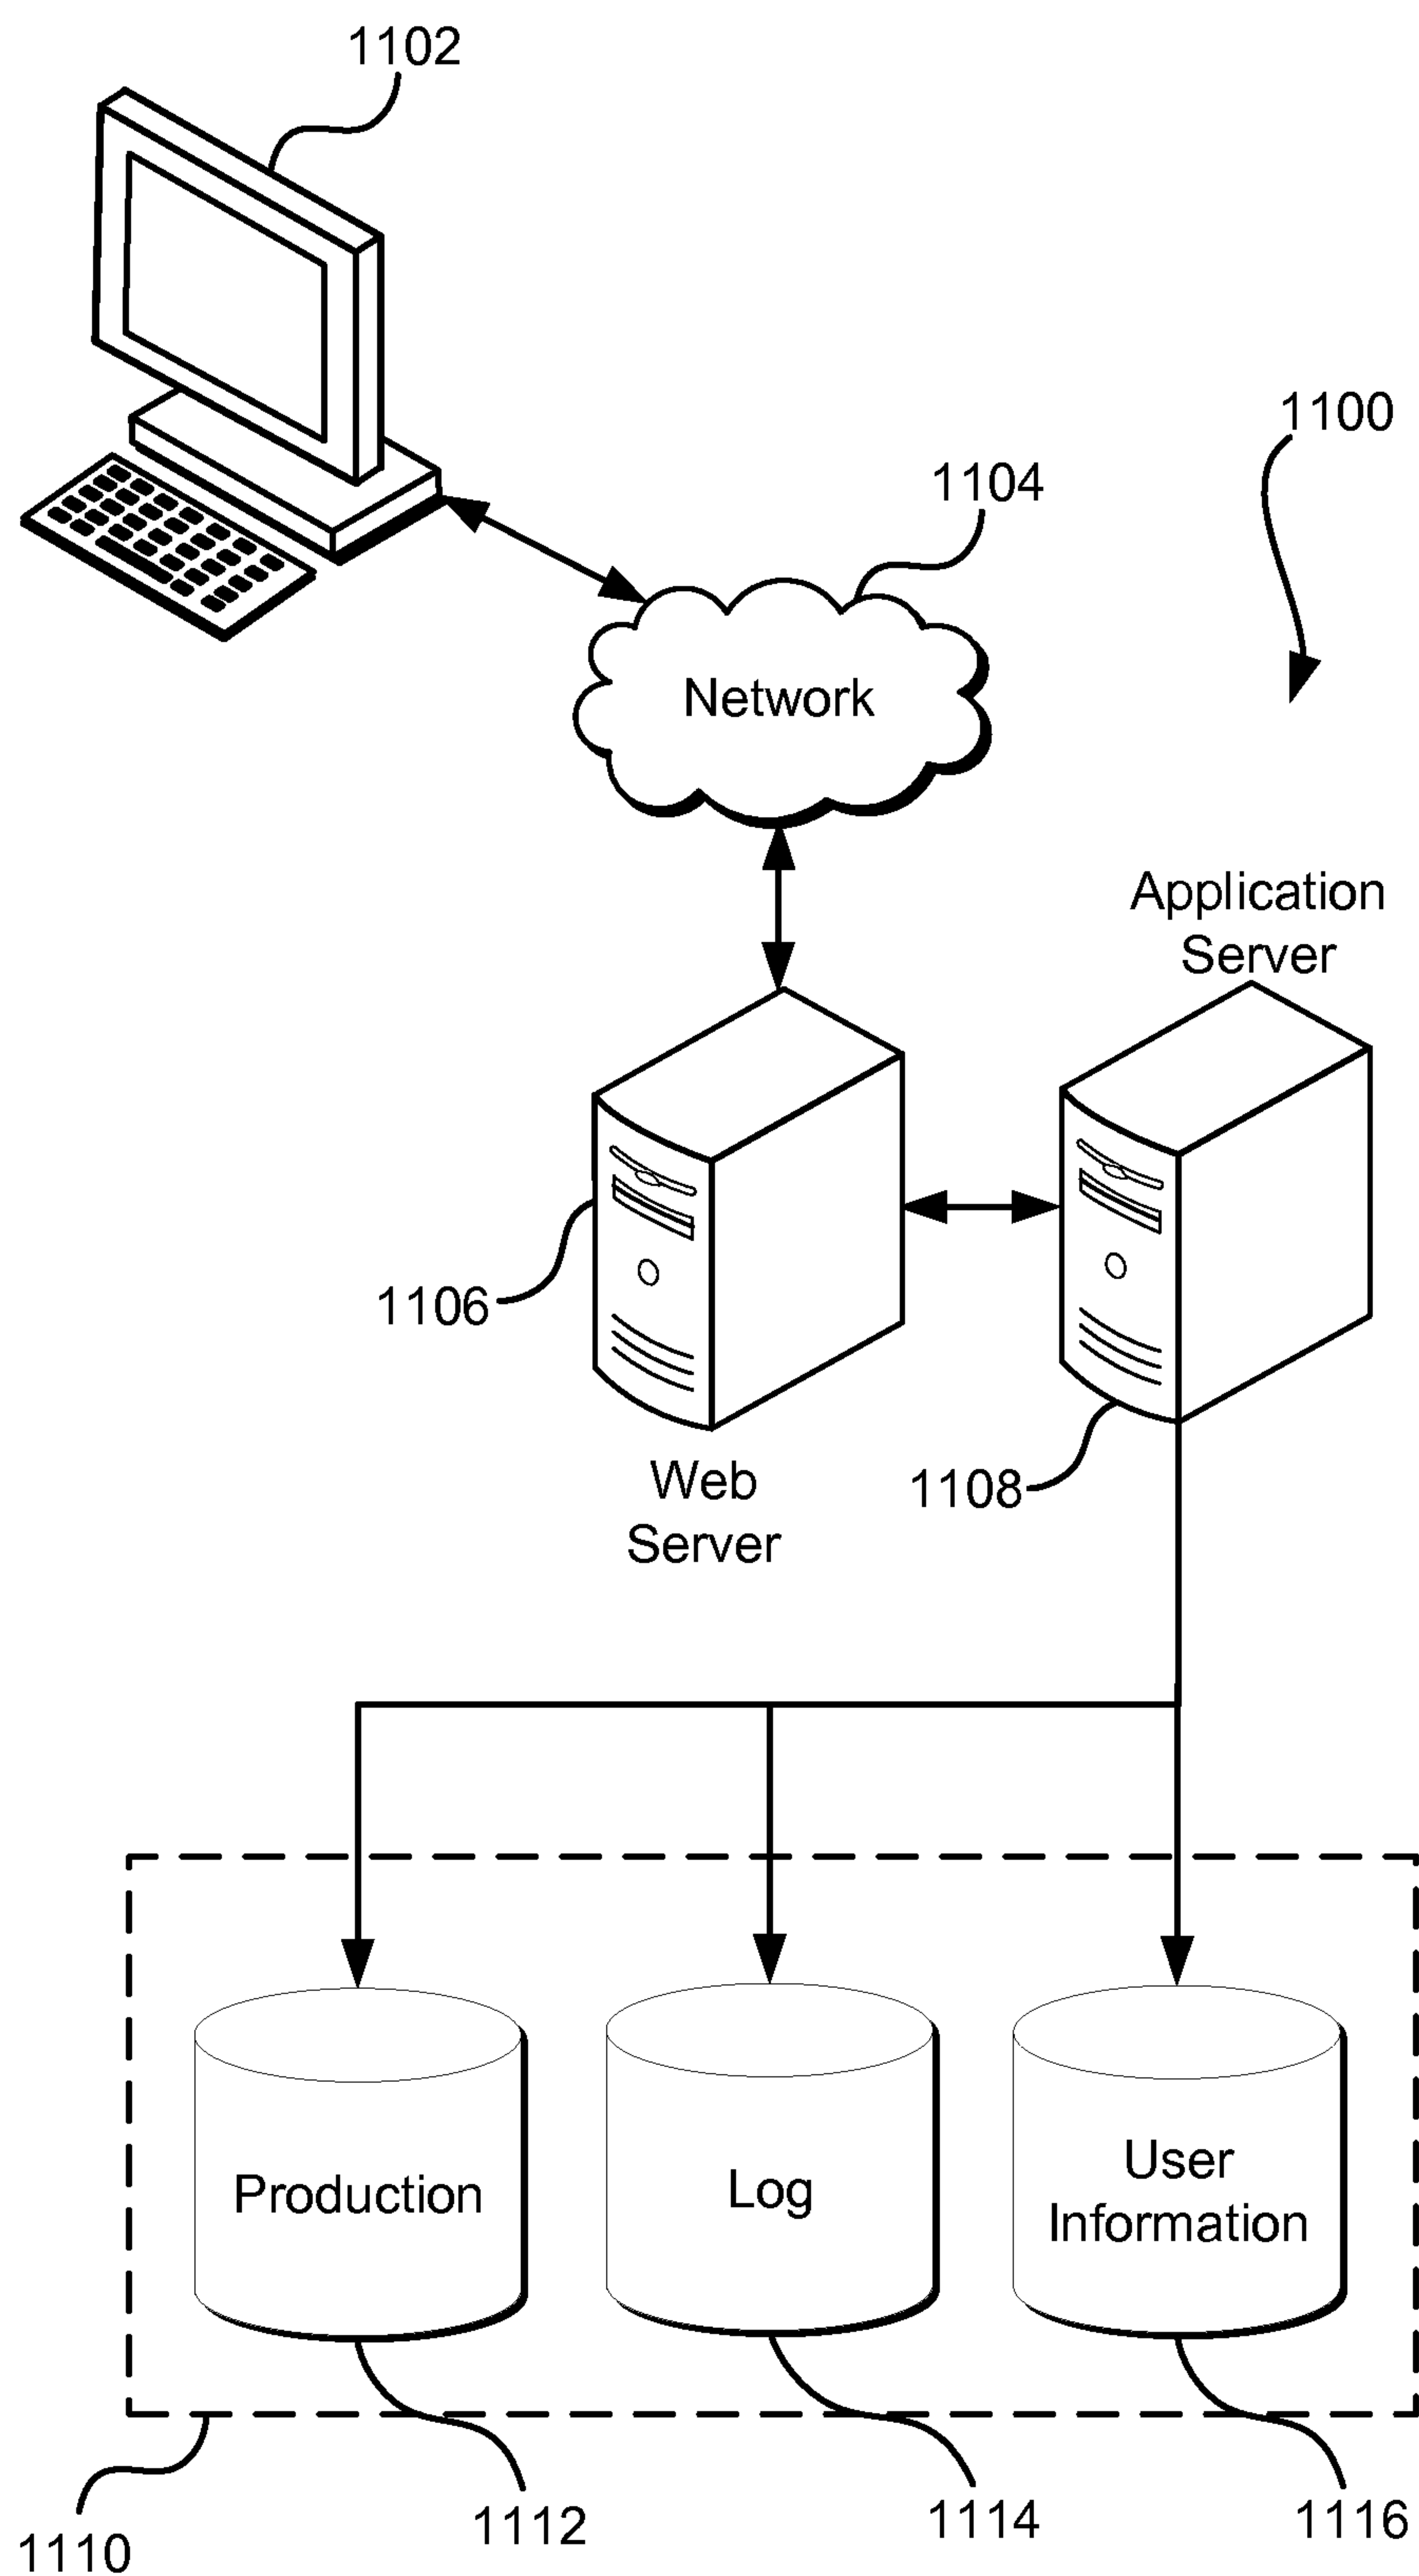 1102
1100
1104
Network
Application
Server
1106
Web
Server
1108
Production
Log
User
Information
1110
1112
1114
1116